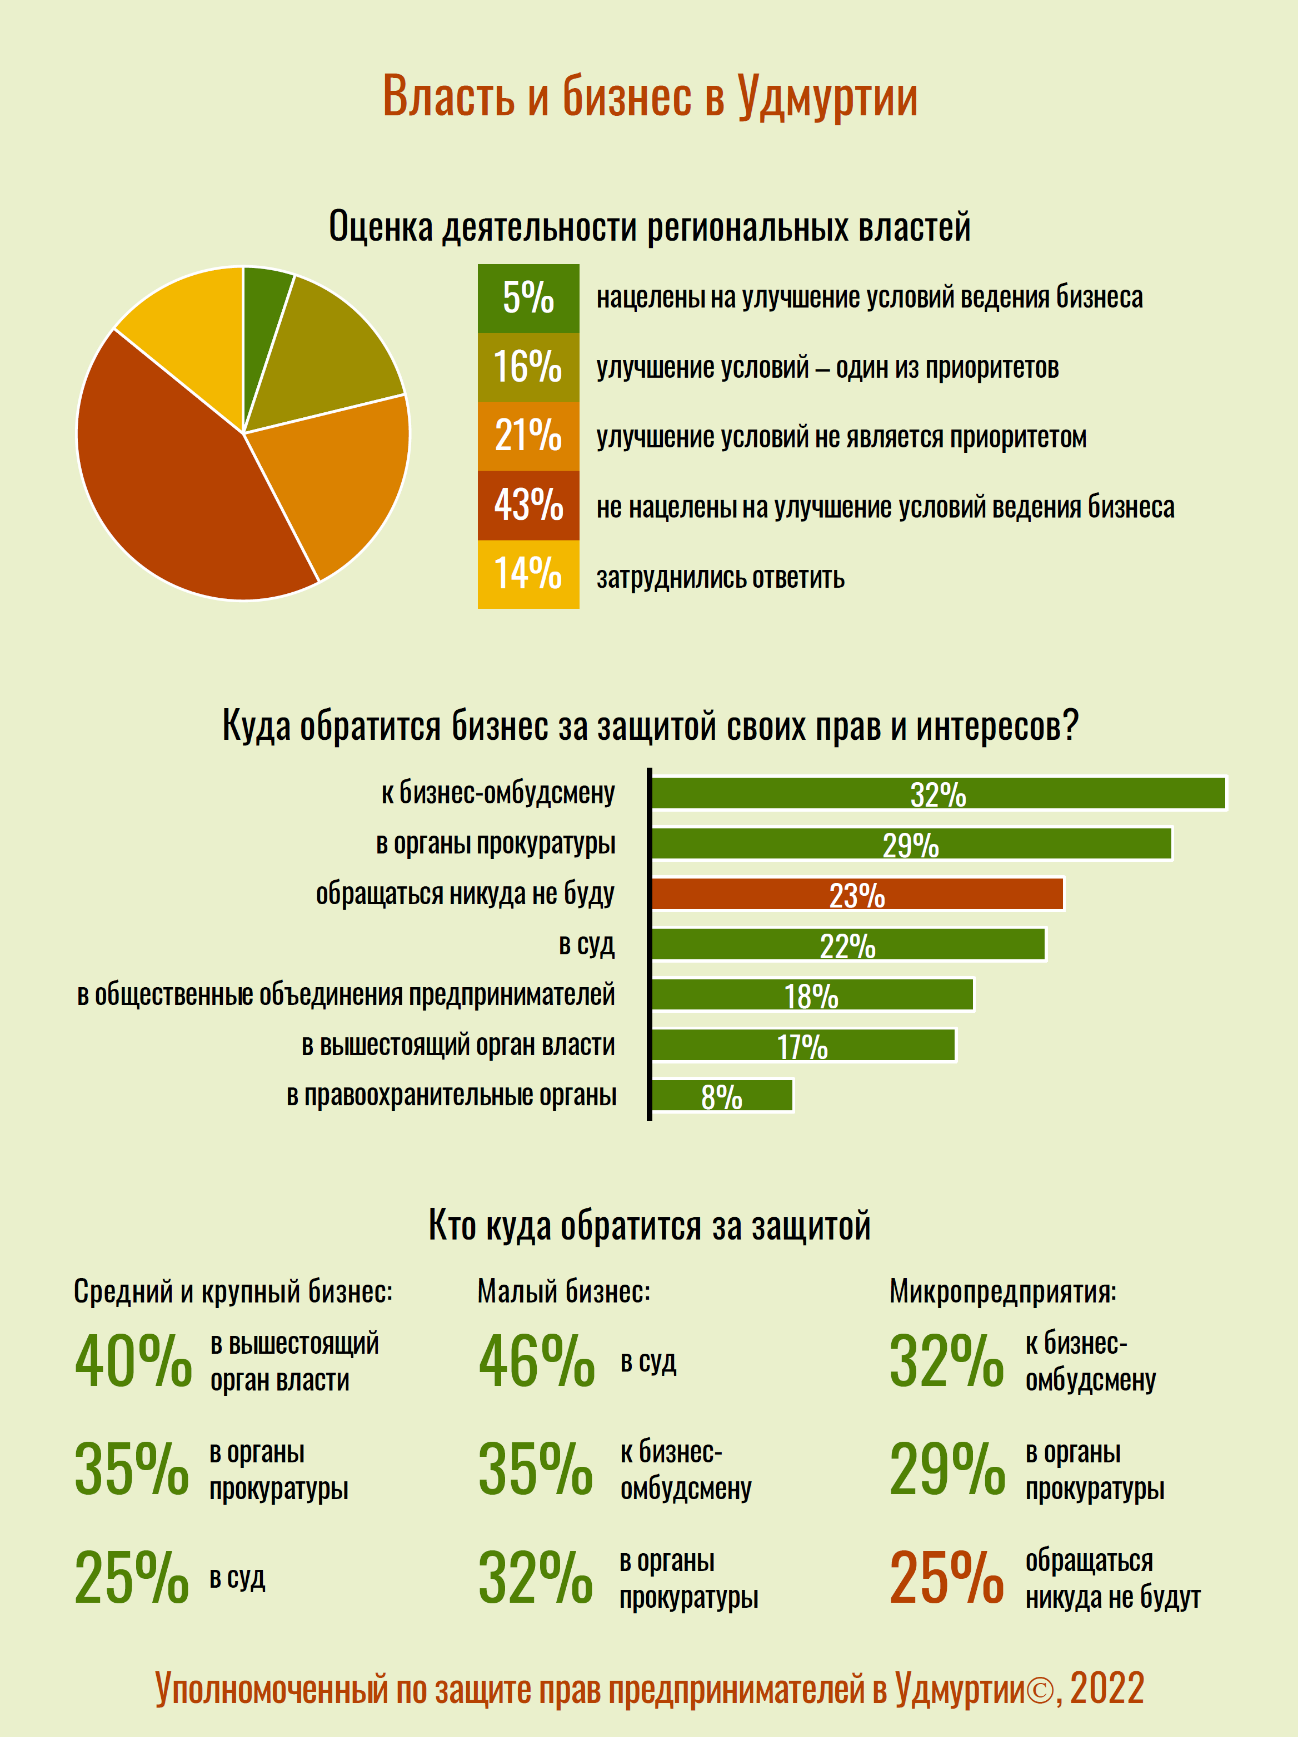 Власть и бизнес в Удмуртии
Оценка деятельности региональных властей
5% нацелены на улучшение условий ведения бизнеса
16% улучшение условий – один из приоритетов
21% улучшение условий не является приоритетом
43% не нацелены на улучшение условий ведения бизнеса
14% затруднились ответить
Куда обратится бизнес за защитой своих прав и интересов?
к бизнес-омбудсмену 32%
в органы прокуратуры 29%
обращаться никуда не буду 23%
в суд 22%
в общественные объединения предпринимателей 18%
в вышестоящий орган власти 17%
в правоохранительные органы 8%
Кто куда обратится за защитой
Средний и крупный бизнес:
40% в вышестоящий
орган власти
35% в органы
прокуратуры
25% в суд
Малый бизнес:
46% в суд
35% к бизнес-
омбудсмену
32% в органы
прокуратуры
Микропредприятия:
32% к бизнес-
омбудсмену
29% в органы
прокуратуры
25% обращаться
никуда не будут
Уполномоченный по защите прав предпринимателей в Удмуртии©, 2022